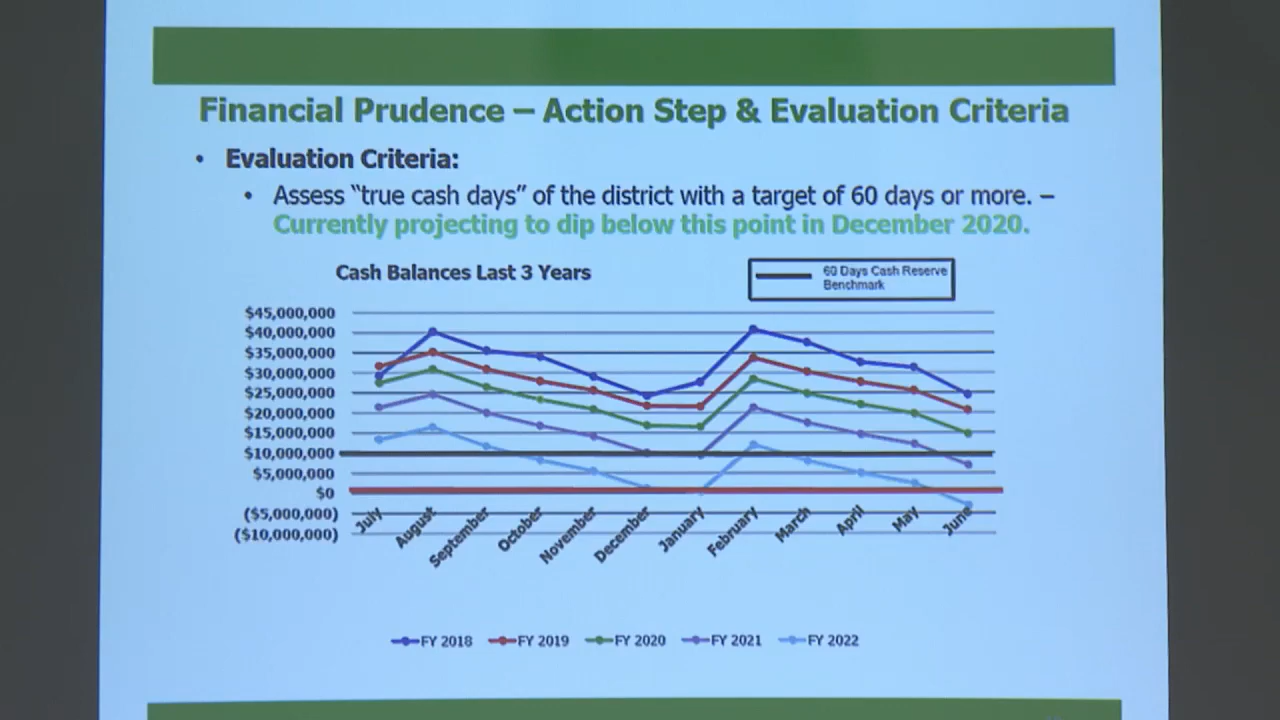 Financial Prudence – Action Step & Evaluation Criteria
• Evaluation Criteria:
• Assess “true cash days” of the district with a target of 60 days or more. –
Currently projecting to dip below this point in December 2020.
Cash Balances Last 3 Years
60 Days Cash Reserve
Benchmark
$45,000,000
$40,000,000
$35,000,000
$30,000,000
$25,000,000
$20,000,000
$15,000,000
$10,000,000
$5,000,000
$0
($5,000,000)
($10,000,000)
July
August
September
October
November
December
January
February
March
April
May
June
FY 2018
FY 2019
FY 2020
FY 2021
FY 2022